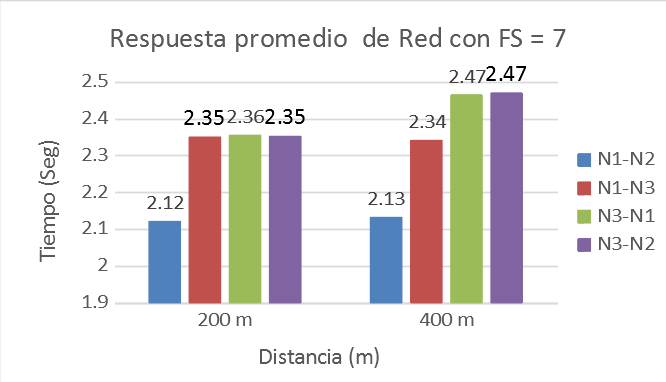 Respuesta promedio  de Red con FS = 7
2.5
2.4
2.3
2.2
2.1
2
1.9
Tiempo (Seg)
2.12
2.35
2.36
2.35
2.13
2.34
2.47
2.47
200 m
400 m
Distancia (m)
N1-N2
N1-N3
N3-N1
N3-N2